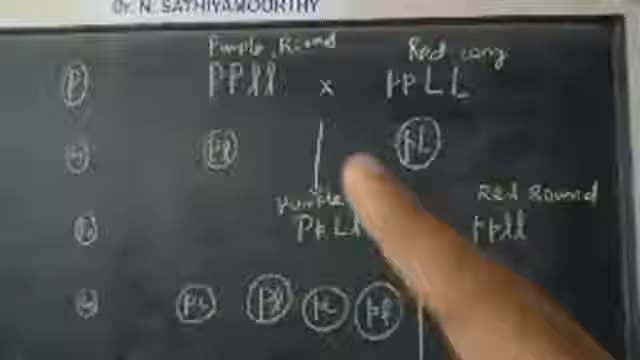 Dr. N. SATHIYAMOORTHY
Purple Round Red Long
P PPll x ppLL
Pl pL
Purple Red Round
PpLl ppll
PL Pl pL pl